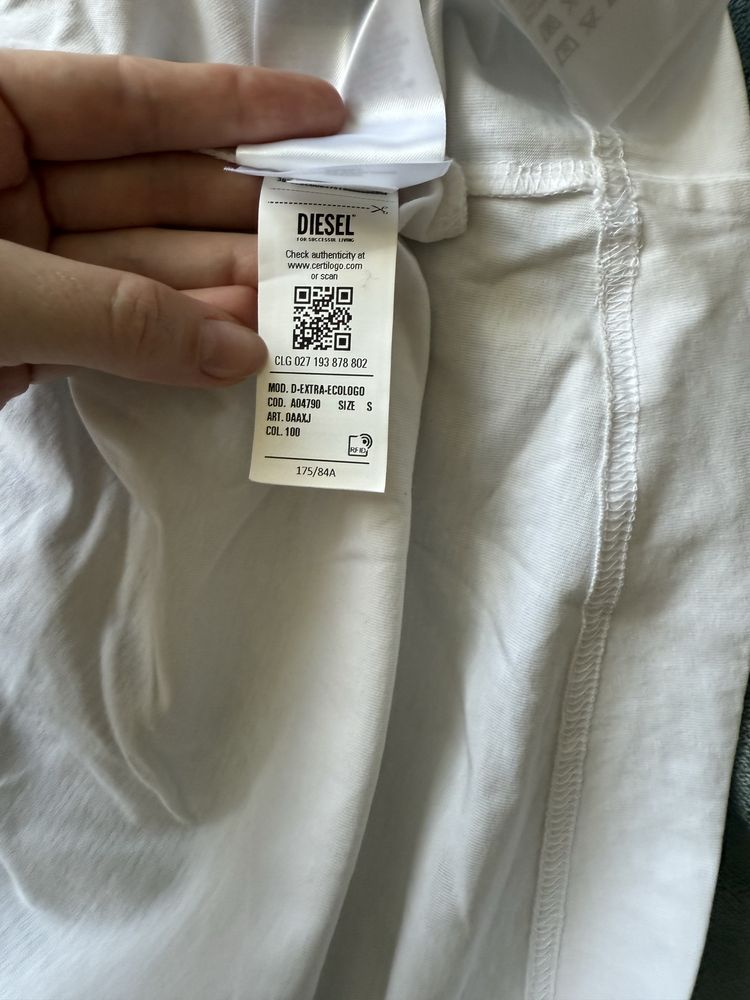 DIESEL
FOR SUCCESSFUL LIVING
Check authenticity at
www.certilogo.com
or scan
CLG 027 193 878 802
MOD. D-EXTRA-ECOLOGO
COD. A04790 SIZE S
ART. 0AAXJ
COL. 100
RFID
175/84A